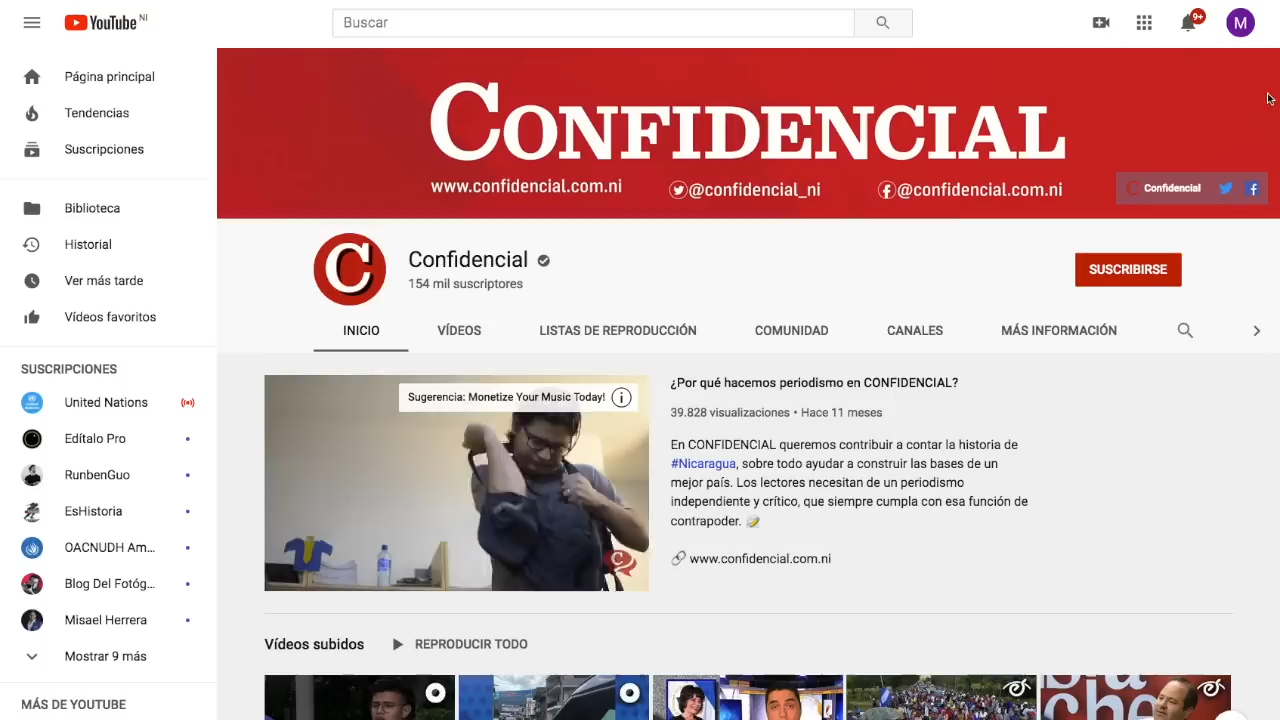 YouTube NI
Buscar
9+
M
Página principal
Tendencias
Suscripciones
Biblioteca
Historial
Ver más tarde
Vídeos favoritos
SUSCRIPCIONES
United Nations
Edítalo Pro
RunbenGuo
EsHistoria
OACNUDH Am...
Blog Del Fotóg...
Misael Herrera
Mostrar 9 más
MÁS DE YOUTUBE
CONFIDENCIAL
www.confidencial.com.ni
@confidencial_ni
@confidencial.com.ni
Confidencial
C
Confidencial
154 mil suscriptores
SUSCRIBIRSE
INICIO
VÍDEOS
LISTAS DE REPRODUCCIÓN
COMUNIDAD
CANALES
MÁS INFORMACIÓN
Sugerencia: Monetize Your Music Today!
¿Por qué hacemos periodismo en CONFIDENCIAL?
39.828 visualizaciones • Hace 11 meses
En CONFIDENCIAL queremos contribuir a contar la historia de
#Nicaragua, sobre todo ayudar a construir las bases de un
mejor país. Los lectores necesitan de un periodismo
independiente y crítico, que siempre cumpla con esa función de
contrapoder.
www.confidencial.com.ni
Vídeos subidos
REPRODUCIR TODO